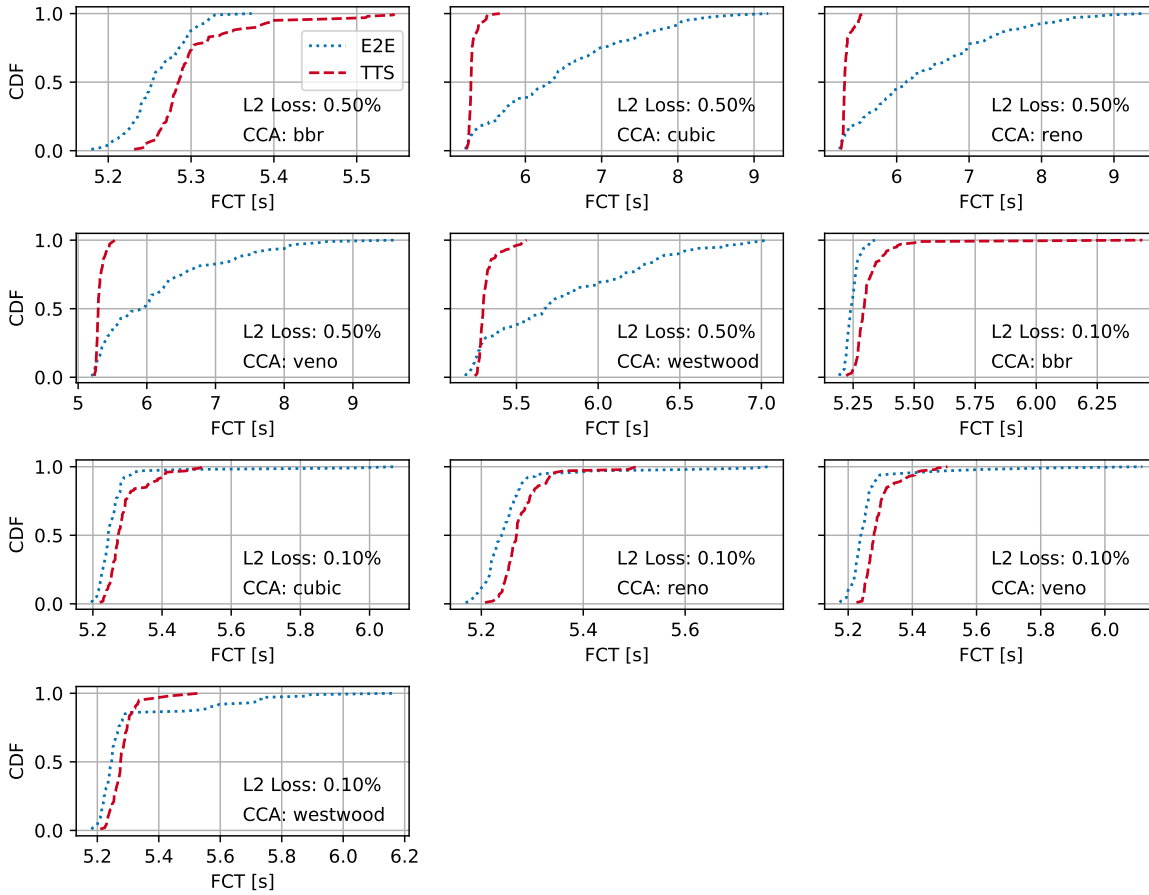 1.0
0.5
0.0
CDF
E2E
TTS
L2 Loss: 0.50%
CCA: bbr
5.2 5.3 5.4 5.5
FCT [s]
L2 Loss: 0.50%
CCA: cubic
6 7 8 9
FCT [s]
L2 Loss: 0.50%
CCA: reno
6 7 8 9
FCT [s]
1.0
0.5
0.0
CDF
L2 Loss: 0.50%
CCA: veno
5 6 7 8 9
FCT [s]
L2 Loss: 0.50%
CCA: westwood
5.5 6.0 6.5 7.0
FCT [s]
L2 Loss: 0.10%
CCA: bbr
5.25 5.50 5.75 6.00 6.25
FCT [s]
1.0
0.5
0.0
CDF
L2 Loss: 0.10%
CCA: cubic
5.2 5.4 5.6 5.8 6.0
FCT [s]
L2 Loss: 0.10%
CCA: reno
5.2 5.4 5.6
FCT [s]
L2 Loss: 0.10%
CCA: veno
5.2 5.4 5.6 5.8 6.0
FCT [s]
1.0
0.5
0.0
CDF
L2 Loss: 0.10%
CCA: westwood
5.2 5.4 5.6 5.8 6.0 6.2
FCT [s]